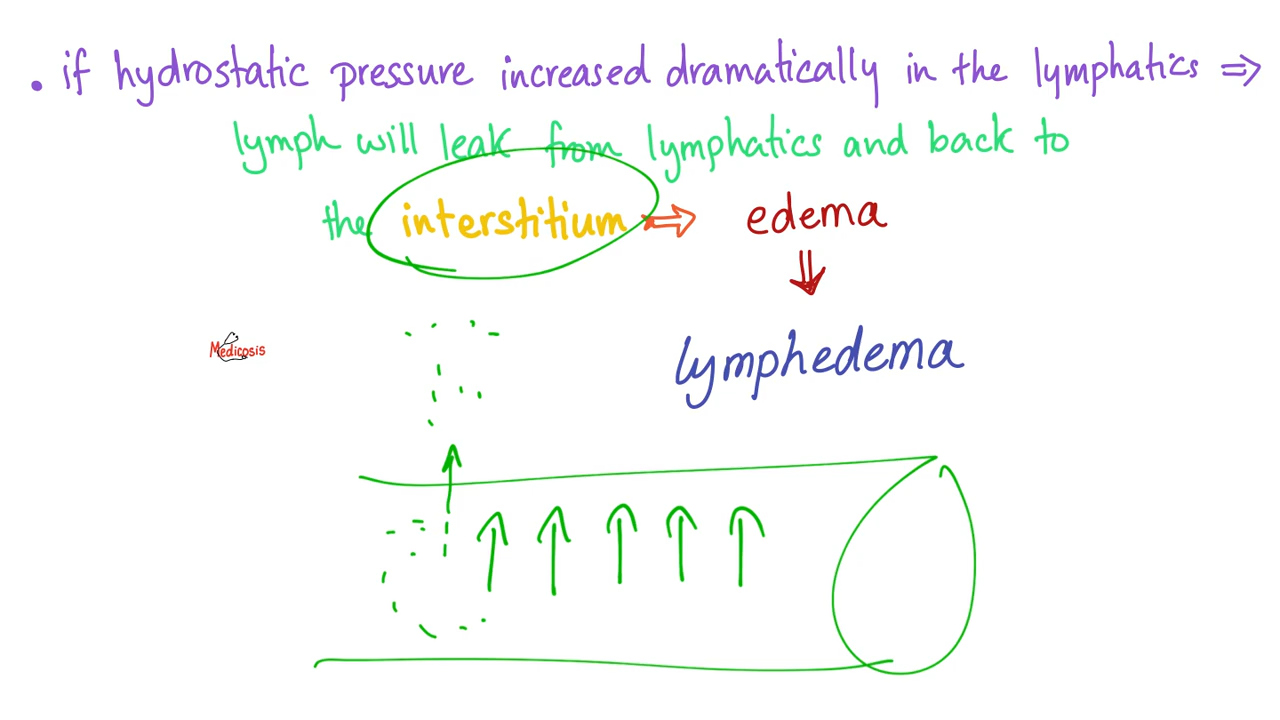 . if hydrostatic pressure increased dramatically in the lymphatics ⇒
lymph will leak from lymphatics and back to
the interstitium ⇒ edema
⇓
Medicosis
lymphedema